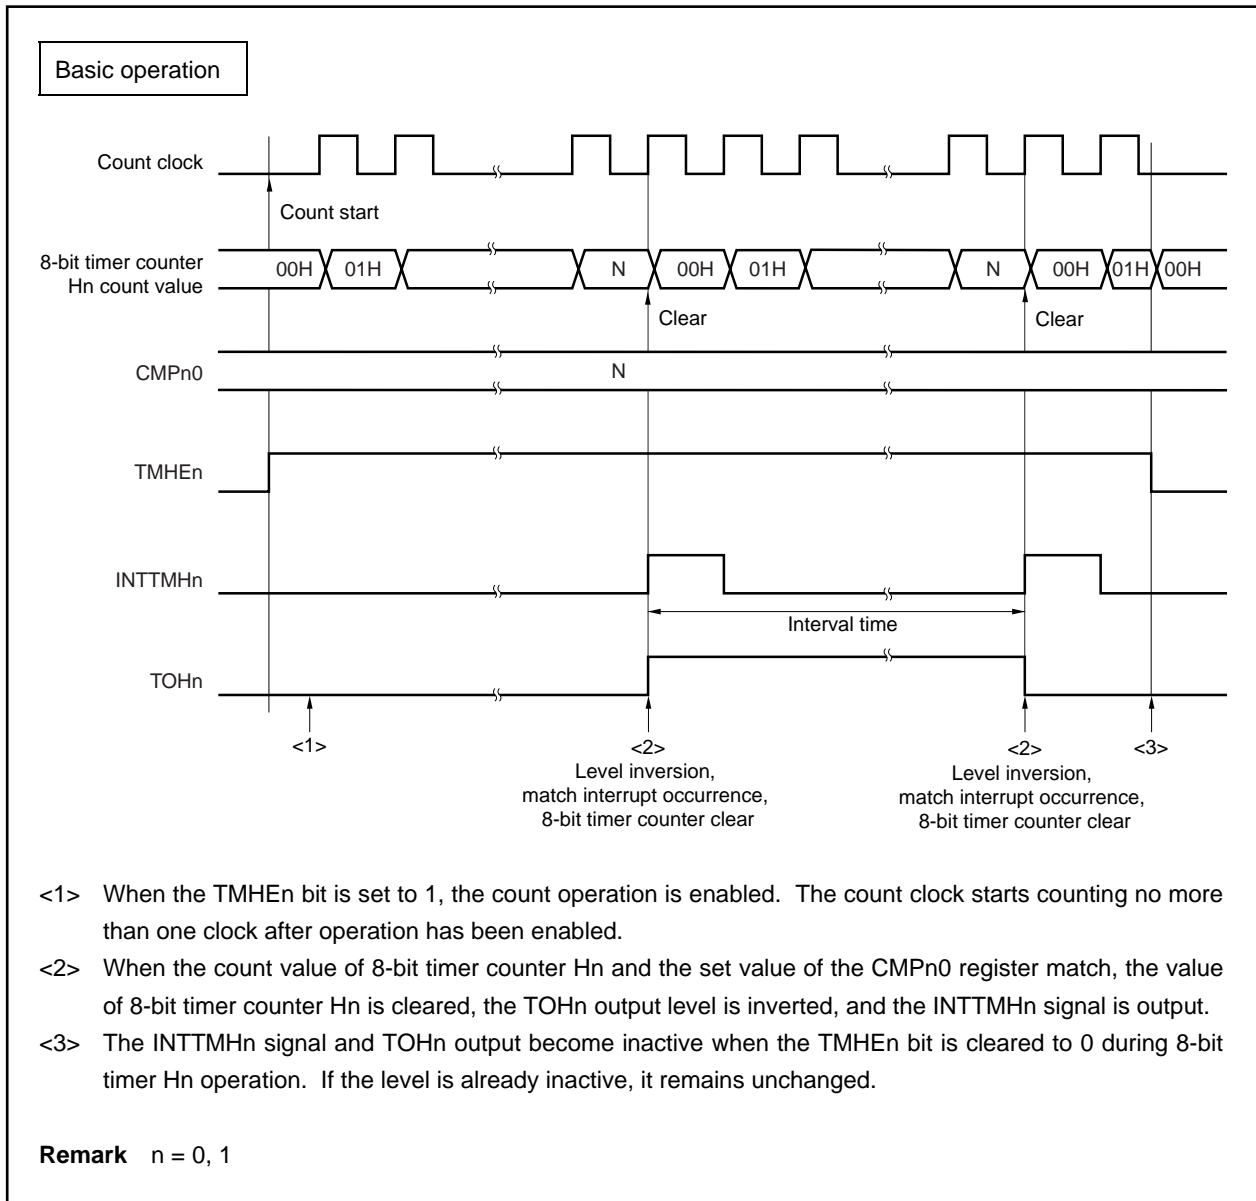 Basic operation
Count clock
Count start
8-bit timer counter
Hn count value
00H
01H
N
00H
01H
N
00H
01H
00H
Clear
Clear
CMPn0
N
TMHEn
INTTMHn
Interval time
TOHn
<1>
<2>
Level inversion,
match interrupt occurrence,
8-bit timer counter clear
<2>
Level inversion,
match interrupt occurrence,
8-bit timer counter clear
<3>
<1> When the TMHEn bit is set to 1, the count operation is enabled. The count clock starts counting no more
than one clock after operation has been enabled.
<2> When the count value of 8-bit timer counter Hn and the set value of the CMPn0 register match, the value
of 8-bit timer counter Hn is cleared, the TOHn output level is inverted, and the INTTMHn signal is output.
<3> The INTTMHn signal and TOHn output become inactive when the TMHEn bit is cleared to 0 during 8-bit
timer Hn operation. If the level is already inactive, it remains unchanged.
Remark n = 0, 1